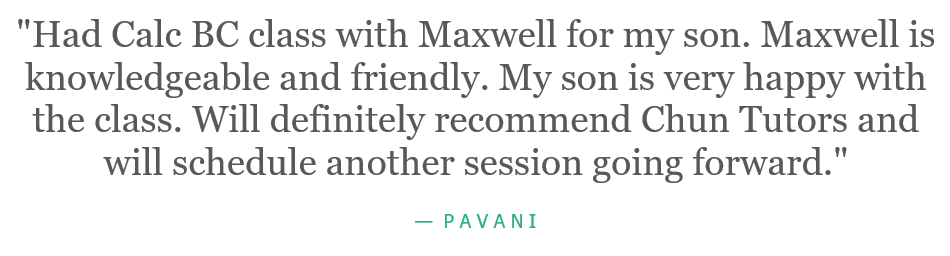 "Had Calc BC class with Maxwell for my son. Maxwell is
knowledgeable and friendly. My son is very happy with
the class. Will definitely recommend Chun Tutors and
will schedule another session going forward."
— PAVANI